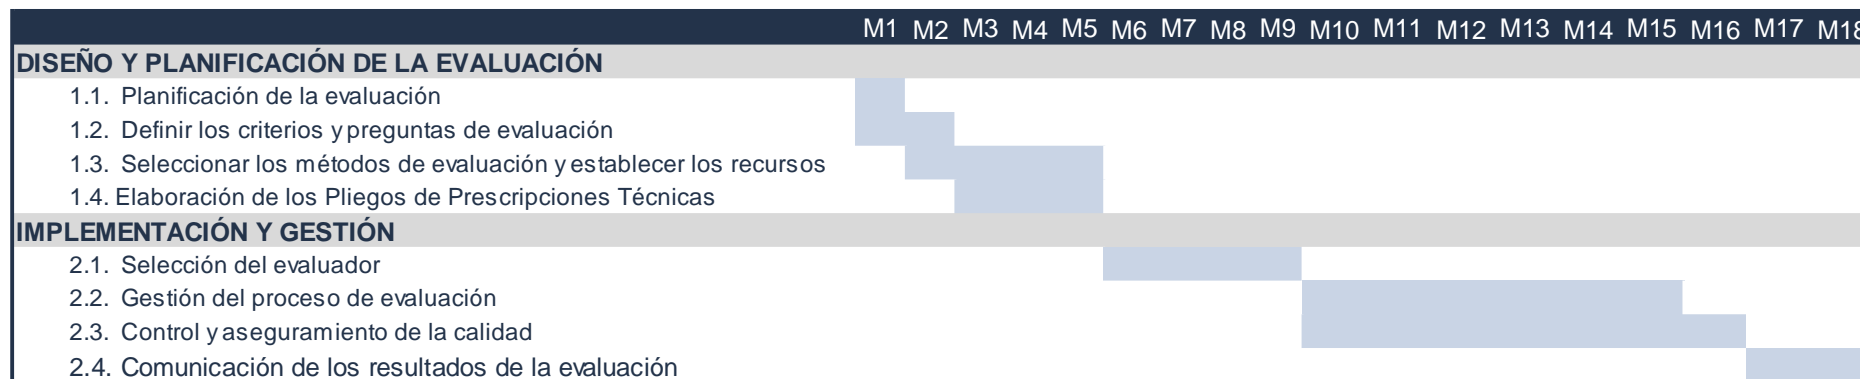 M1 M2 M3 M4 M5 M6 M7 M8 M9 M10 M11 M12 M13 M14 M15 M16 M17 M18
DISEÑO Y PLANIFICACIÓN DE LA EVALUACIÓN
1.1. Planificación de la evaluación
1.2. Definir los criterios y preguntas de evaluación
1.3. Seleccionar los métodos de evaluación y establecer los recursos
1.4. Elaboración de los Pliegos de Prescripciones Técnicas
IMPLEMENTACIÓN Y GESTIÓN
2.1. Selección del evaluador
2.2. Gestión del proceso de evaluación
2.3. Control y aseguramiento de la calidad
2.4. Comunicación de los resultados de la evaluación